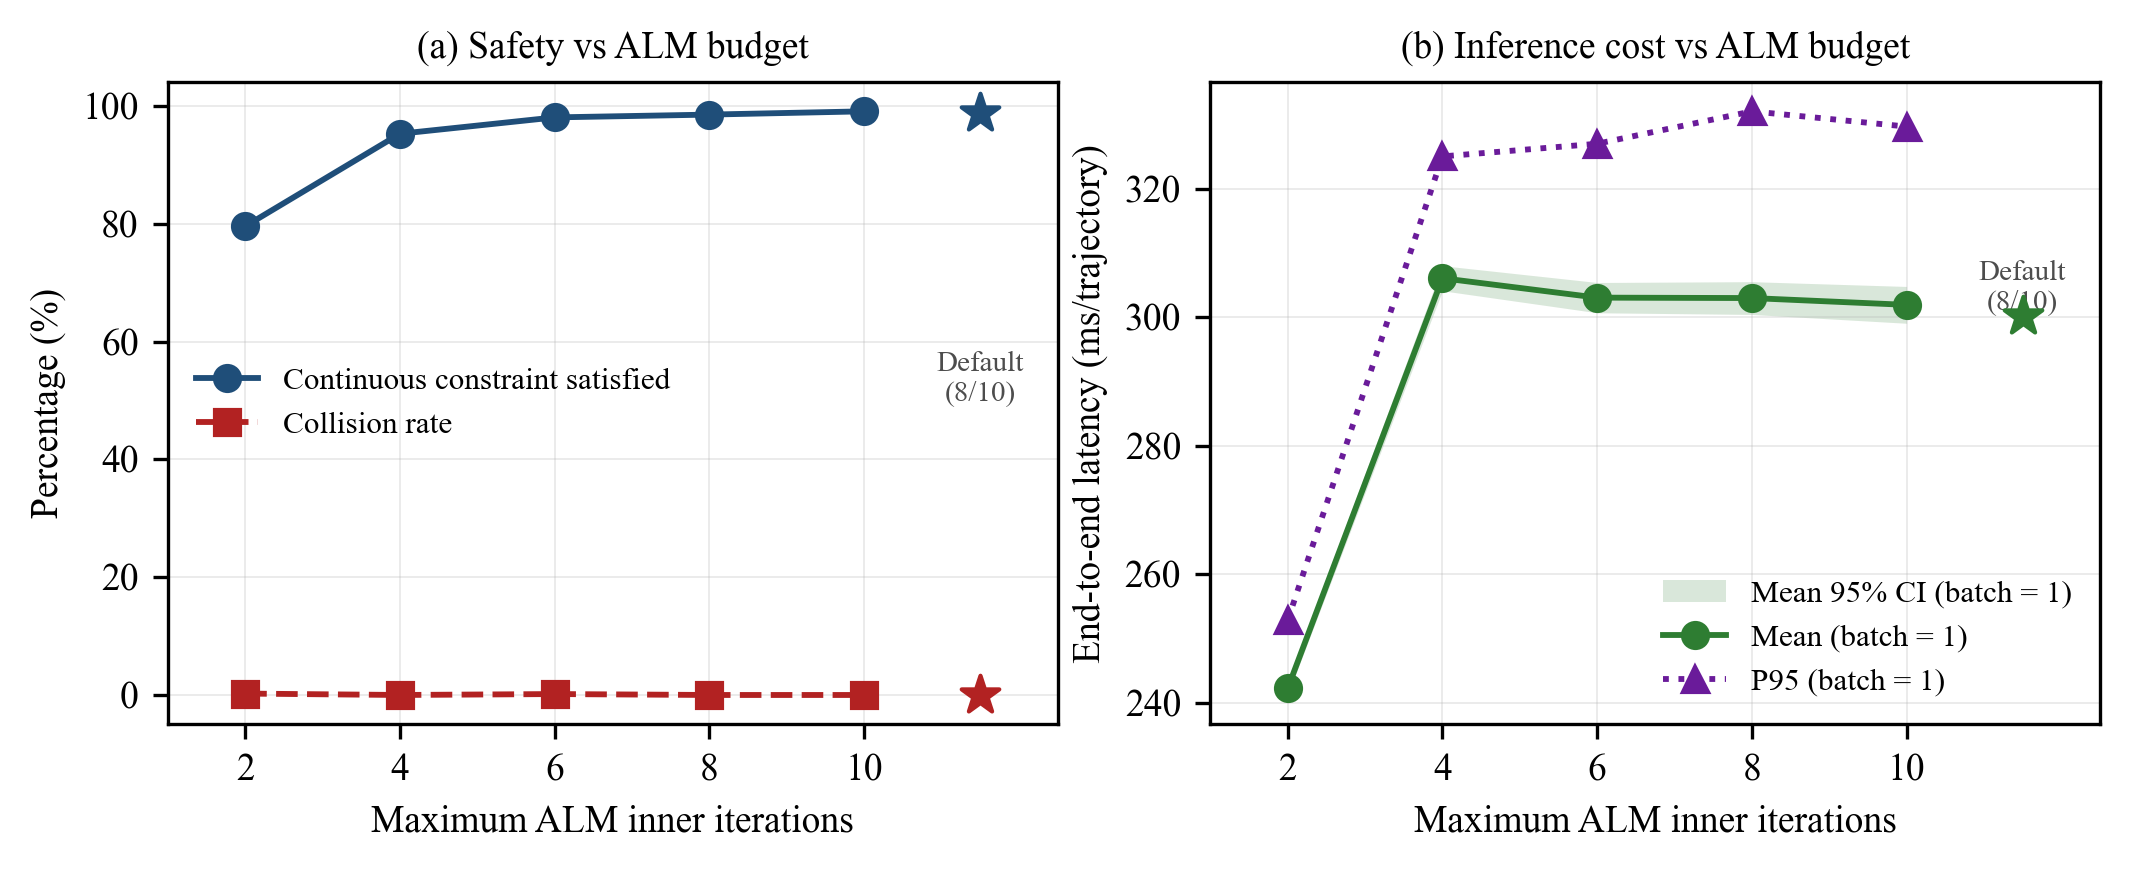 (a) Safety vs ALM budget
Percentage (%)
100
80
60
40
20
0
Continuous constraint satisfied
Collision rate
Default
(8/10)
2 4 6 8 10
Maximum ALM inner iterations
(b) Inference cost vs ALM budget
End-to-end latency (ms/trajectory)
320
300
280
260
240
Default
(8/10)
Mean 95% CI (batch = 1)
Mean (batch = 1)
P95 (batch = 1)
2 4 6 8 10
Maximum ALM inner iterations